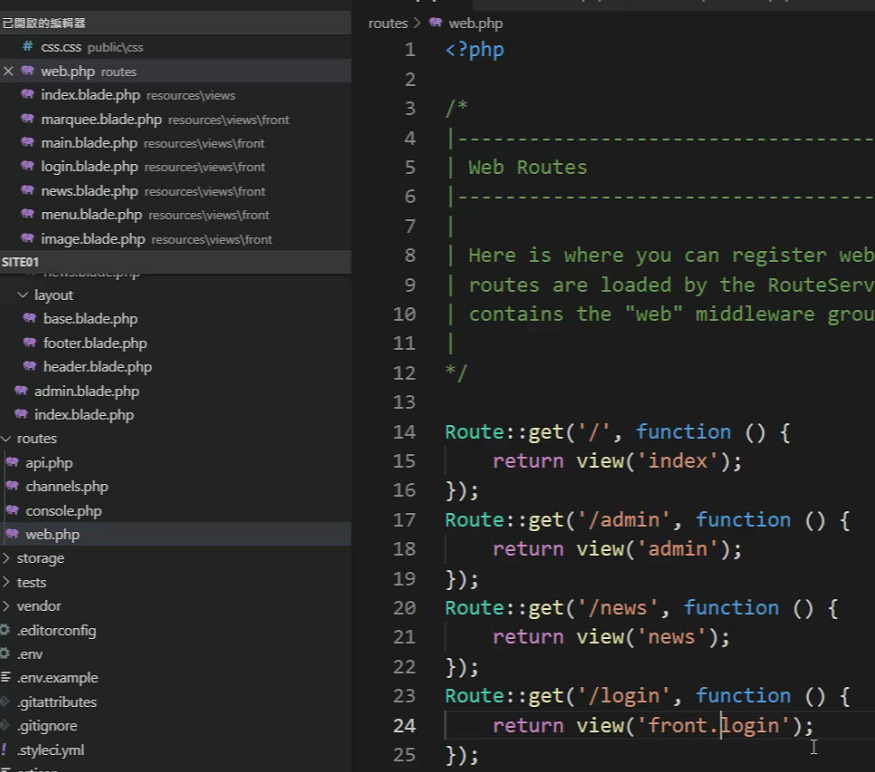 已開啟的編輯器
# css.css public\css
web.php routes
index.blade.php resources\views
marquee.blade.php resources\views\front
main.blade.php resources\views\front
login.blade.php resources\views\front
news.blade.php resources\views\front
menu.blade.php resources\views\front
image.blade.php resources\views\front
SITE01
news.blade.php
layout
base.blade.php
footer.blade.php
header.blade.php
admin.blade.php
index.blade.php
routes
api.php
channels.php
console.php
web.php
storage
tests
vendor
.editorconfig
.env
.env.example
.gitattributes
.gitignore
! .styleci.yml
routes > web.php
1 <?php
2
3 /*
4 |------------------------------------
5 | Web Routes
6 |------------------------------------
7 |
8 | Here is where you can register web
9 | routes are loaded by the RouteServ
10 | contains the "web" middleware grou
11 |
12 */
13
14 Route::get('/', function () {
15 return view('index');
16 });
17 Route::get('/admin', function () {
18 return view('admin');
19 });
20 Route::get('/news', function () {
21 return view('news');
22 });
23 Route::get('/login', function () {
24 return view('front.login');
25 });